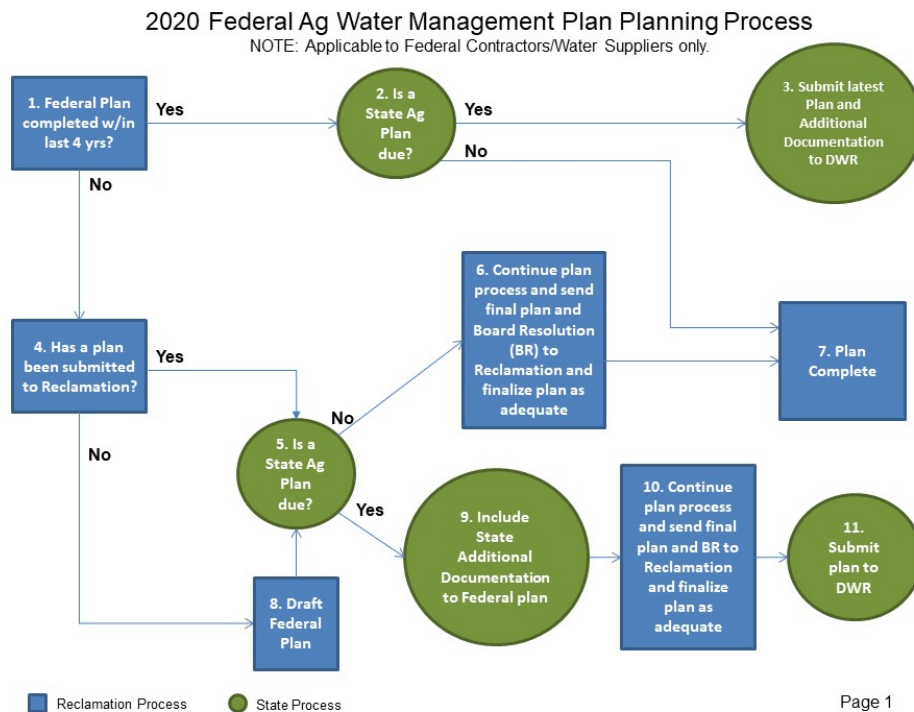 2020 Federal Ag Water Management Plan Planning Process
NOTE: Applicable to Federal Contractors/Water Suppliers only.
1. Federal Plan
completed w/in
last 4 yrs?
Yes
No
2. Is a
State Ag
Plan
due?
Yes
No
3. Submit latest
Plan and
Additional
Documentation
to DWR
4. Has a plan
been submitted
to Reclamation?
Yes
No
5. Is a
State Ag
Plan
due?
No
Yes
6. Continue plan
process and send
final plan and
Board Resolution
(BR) to
Reclamation and
finalize plan as
adequate
7. Plan
Complete
8. Draft
Federal
Plan
9. Include
State
Additional
Documentation
to Federal plan
10. Continue
plan process
and send final
plan and BR to
Reclamation
and finalize
plan as
adequate
11.
Submit
plan to
DWR
Reclamation Process
State Process
Page 1